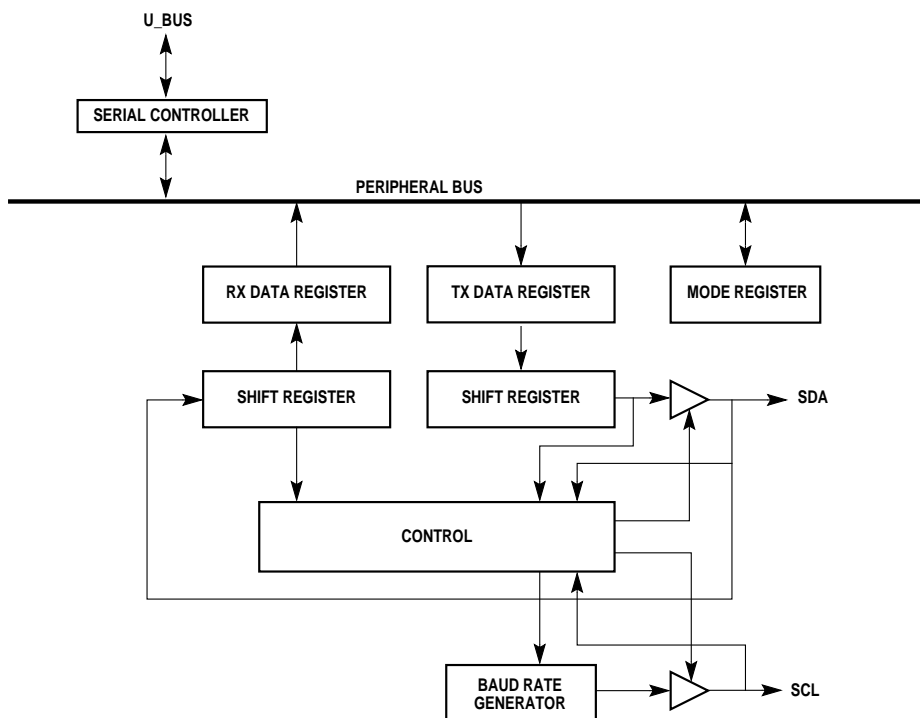 U_BUS
SERIAL CONTROLLER
PERIPHERAL BUS
RX DATA REGISTER
TX DATA REGISTER
MODE REGISTER
SHIFT REGISTER
SHIFT REGISTER
SDA
CONTROL
BAUD RATE
GENERATOR
SCL